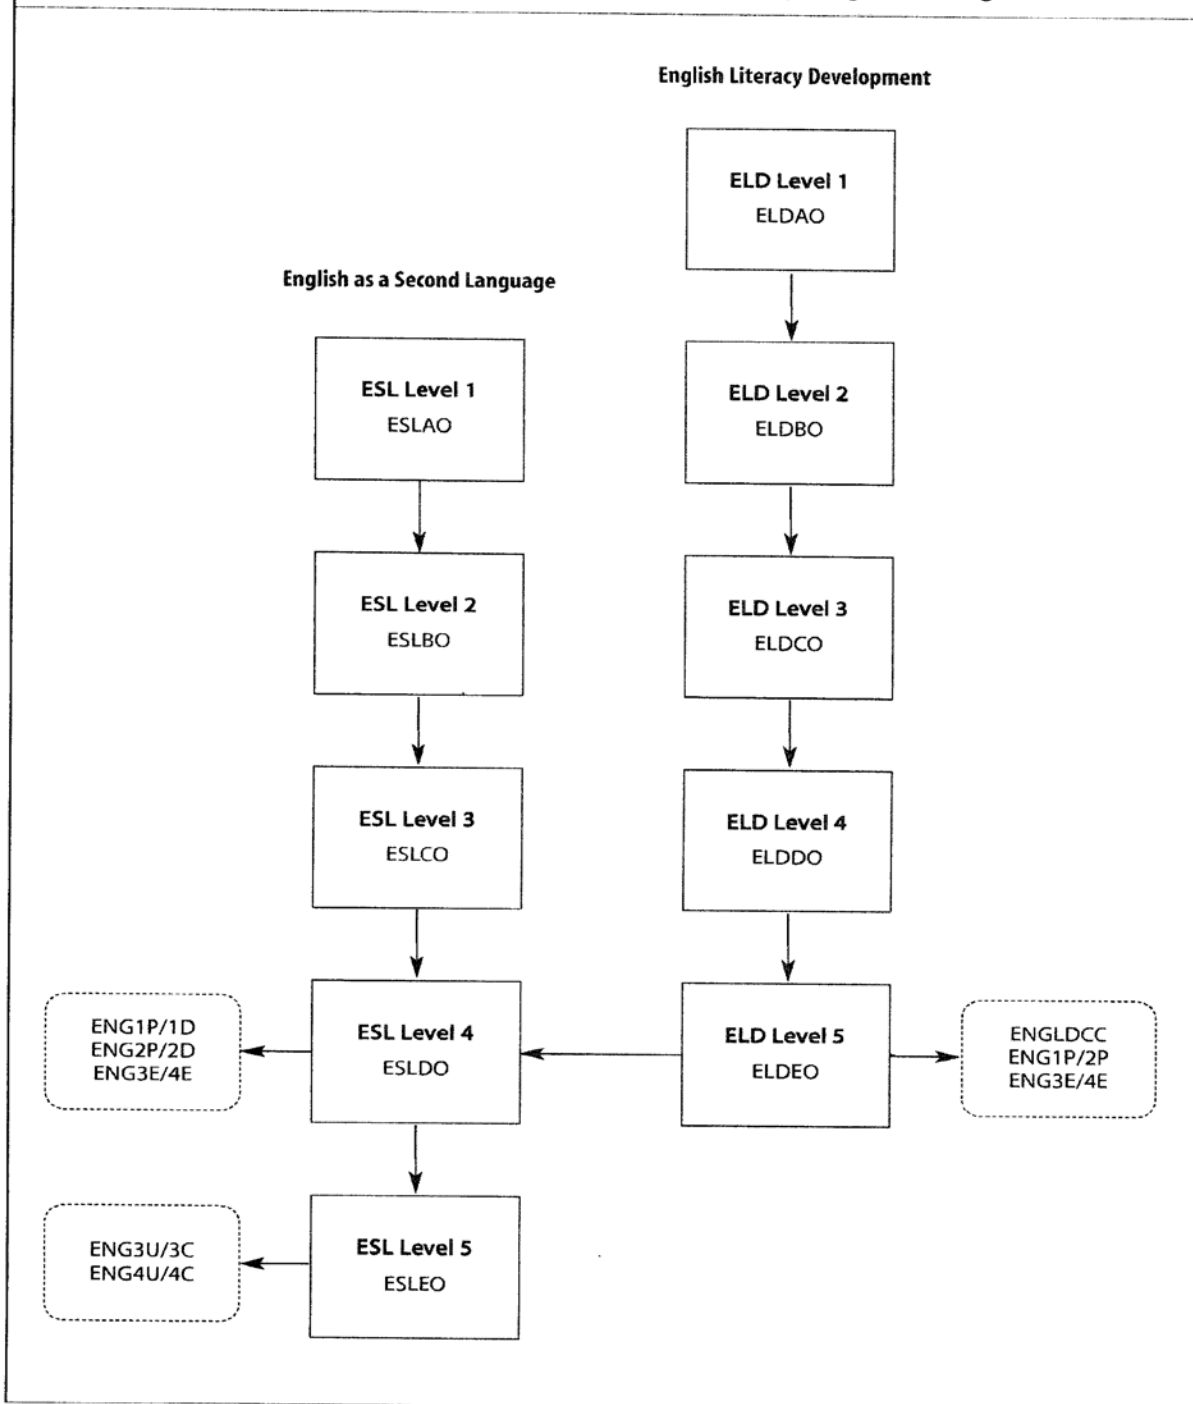 English Literacy Development
ELD Level 1
ELDAO
English as a Second Language
ESL Level 1
ESLAO
ELD Level 2
ELDBO
ESL Level 2
ESLBO
ELD Level 3
ELDCO
ESL Level 3
ESLCO
ELD Level 4
ELDDO
ENG1P/1D
ENG2P/2D
ENG3E/4E
ESL Level 4
ESLDO
ELD Level 5
ELDEO
ENGLDCC
ENG1P/2P
ENG3E/4E
ENG3U/3C
ENG4U/4C
ESL Level 5
ESLEO